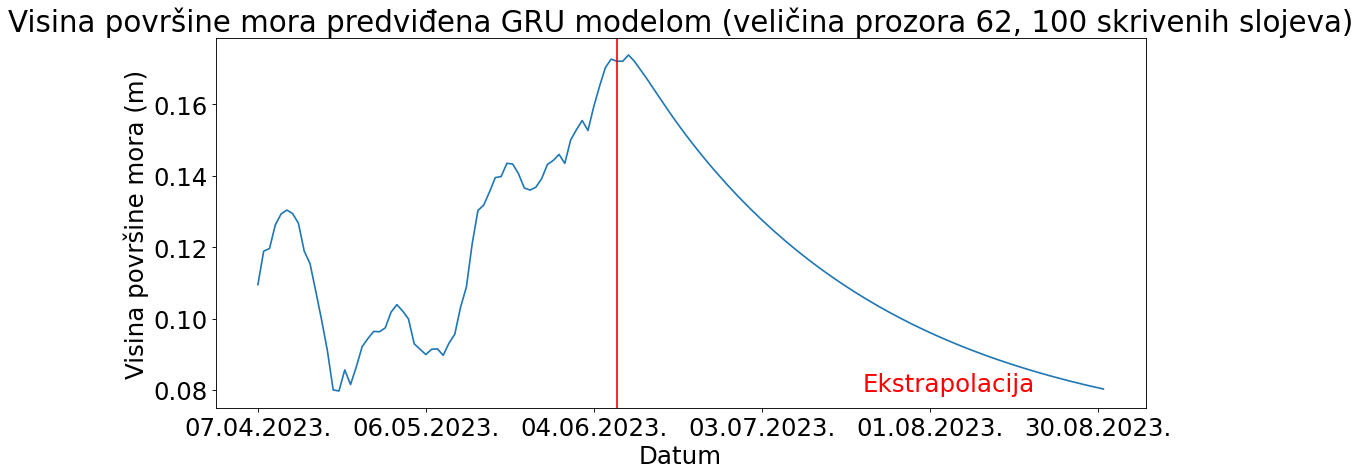 Visina površine mora predviđena GRU modelom (veličina prozora 62, 100 skrivenih slojeva)
Visina površine mora (m)
0.16
0.14
0.12
0.10
0.08
Ekstrapolacija
07.04.2023. 06.05.2023. 04.06.2023. 03.07.2023. 01.08.2023. 30.08.2023.
Datum